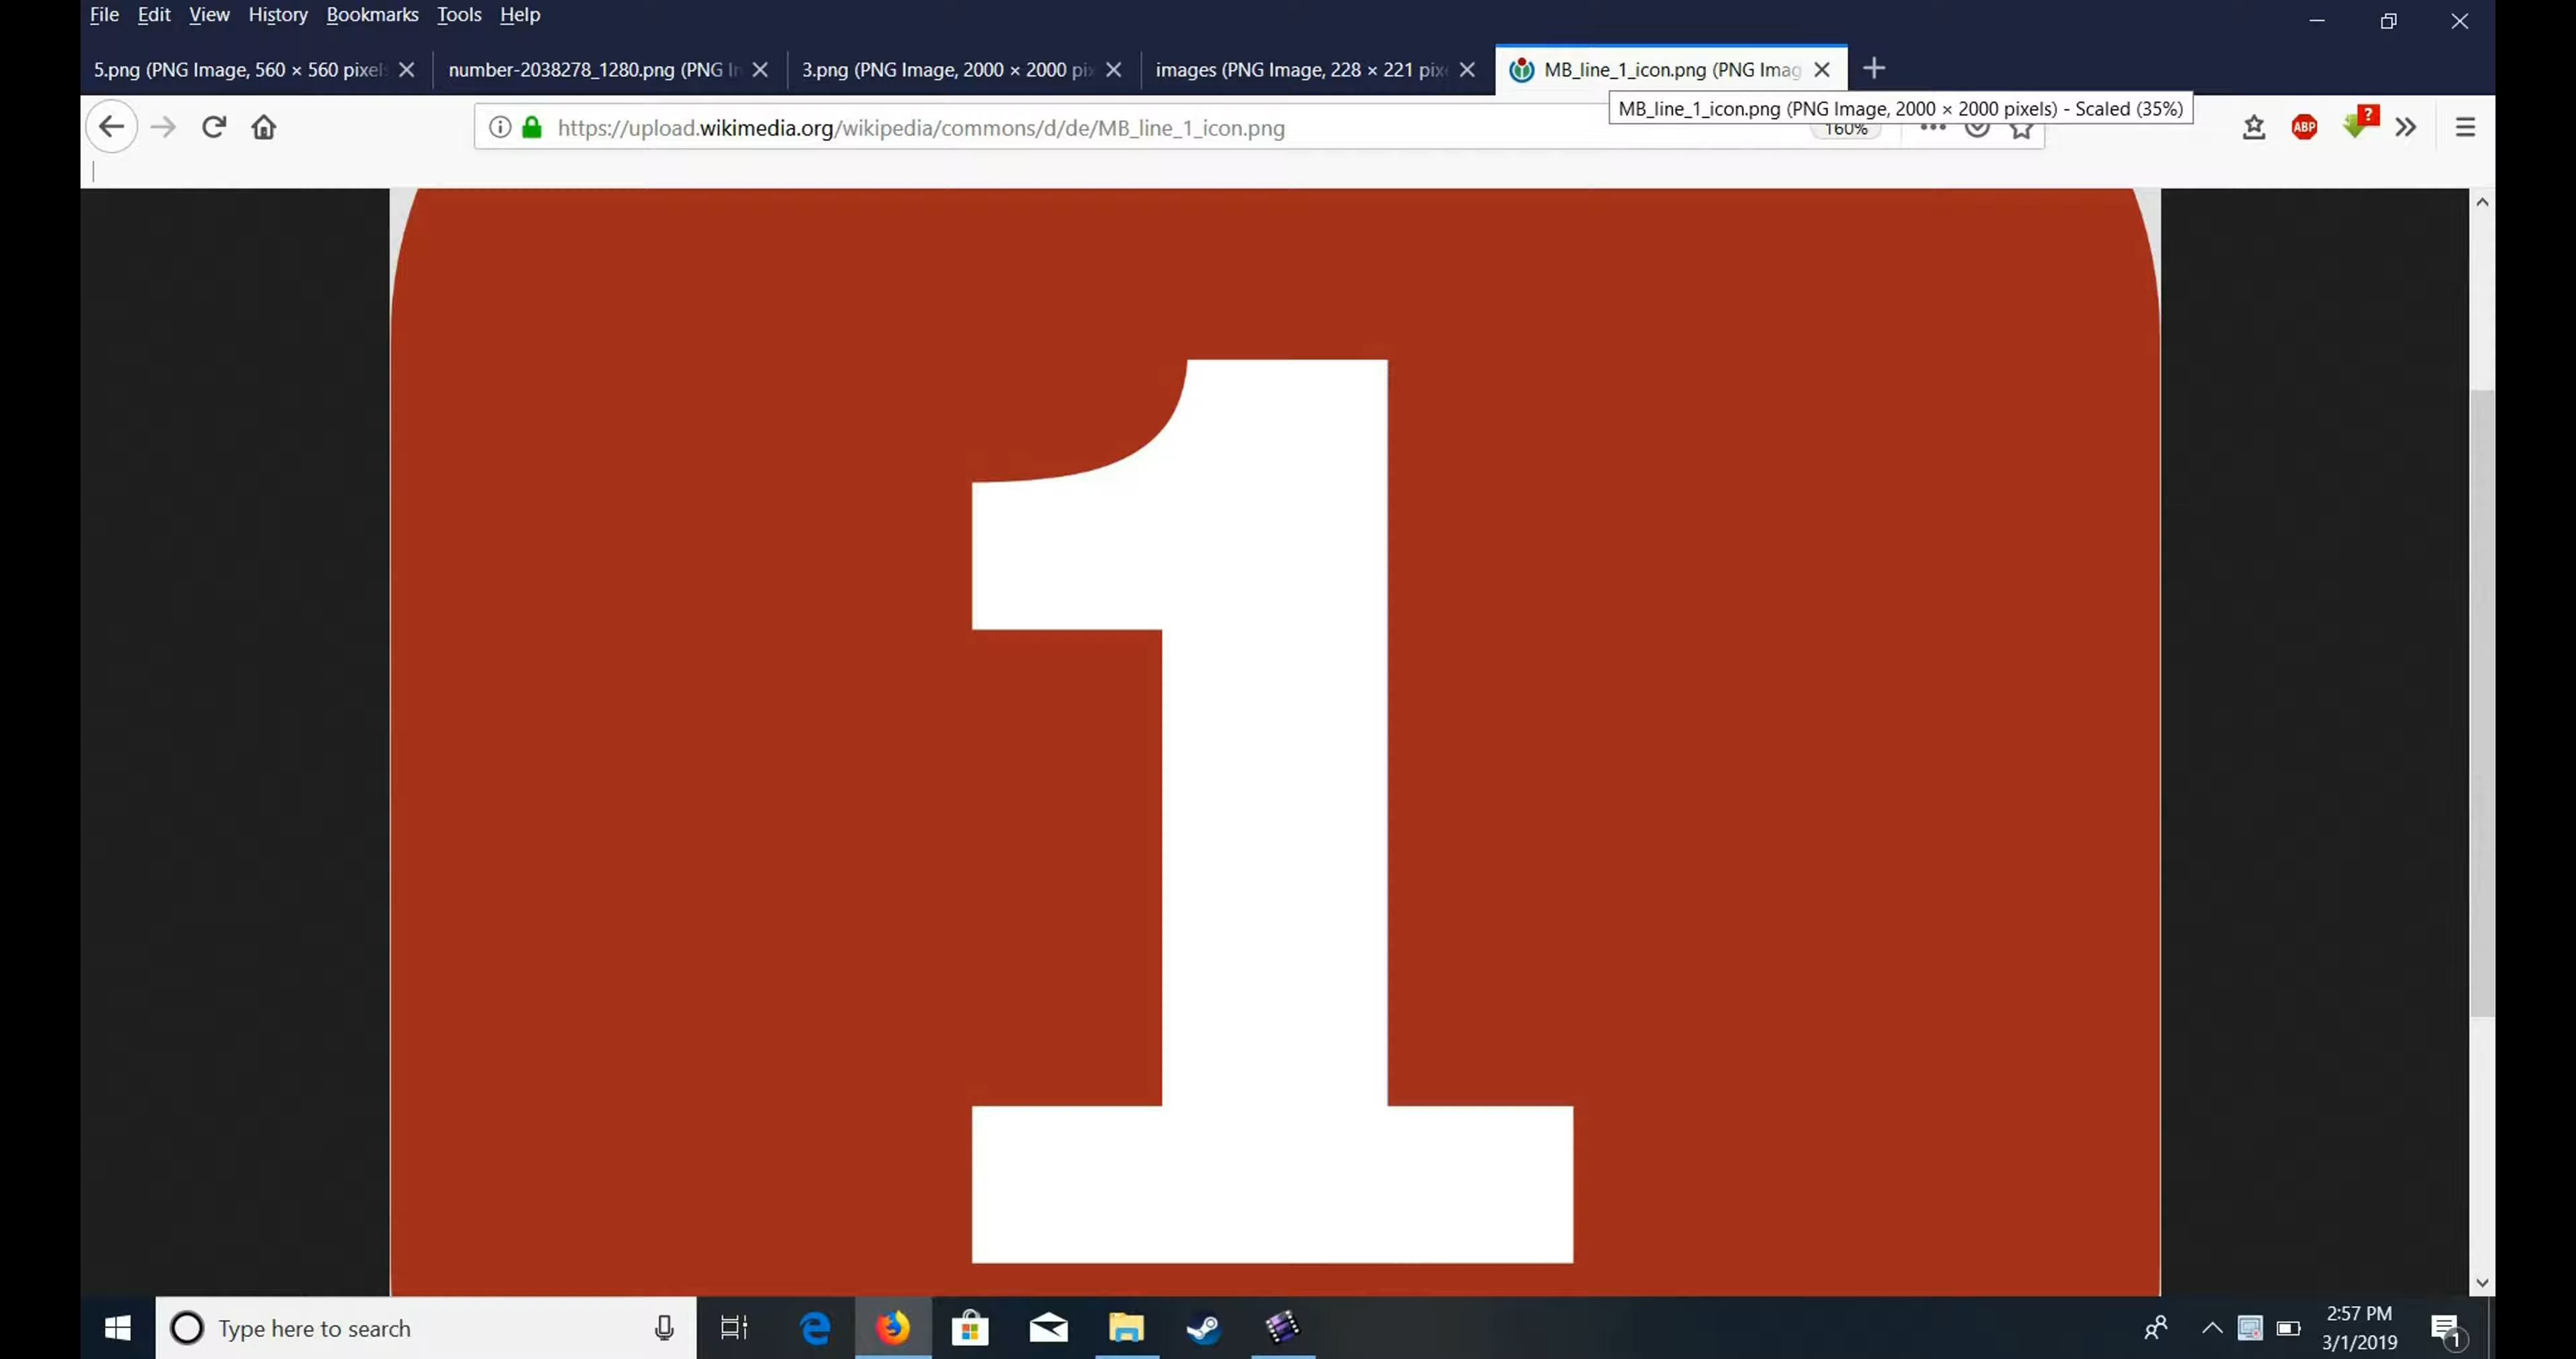 File Edit View History Bookmarks Tools Help
5.png (PNG Image, 560 × 560 pixels
number-2038278_1280.png (PNG I
3.png (PNG Image, 2000 × 2000 pix
images (PNG Image, 228 × 221 pixe
MB_line_1_icon.png (PNG Imag
https://upload.wikimedia.org/wikipedia/commons/d/de/MB_line_1_icon.png
160%
MB_line_1_icon.png (PNG Image, 2000 × 2000 pixels) - Scaled (35%)
ABP
?
1
Type here to search
2:57 PM
3/1/2019
1